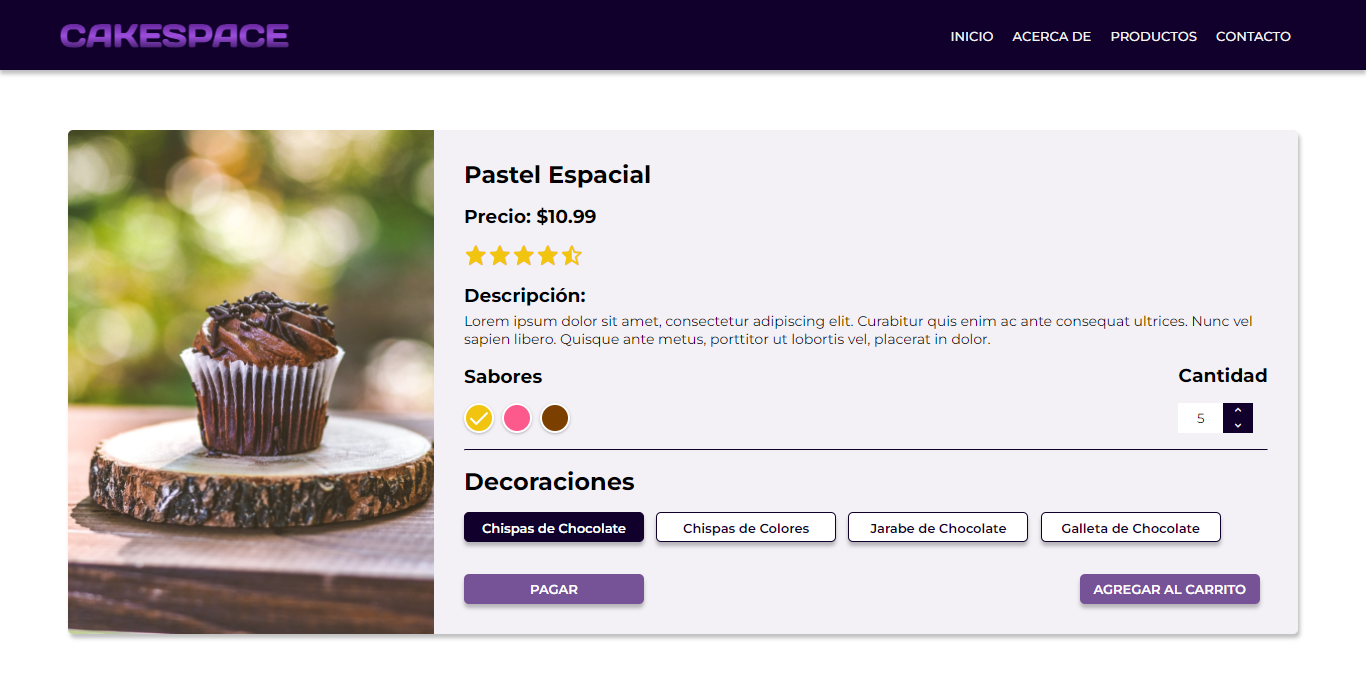 CAKESPACE
INICIO ACERCA DE PRODUCTOS CONTACTO
Pastel Espacial
Precio: $10.99
Descripción:
Lorem ipsum dolor sit amet, consectetur adipiscing elit. Curabitur quis enim ac ante consequat ultrices. Nunc vel
sapien libero. Quisque ante metus, porttitor ut lobortis vel, placerat in dolor.
Sabores
Cantidad
5
Decoraciones
Chispas de Chocolate
Chispas de Colores
Jarabe de Chocolate
Galleta de Chocolate
PAGAR
AGREGAR AL CARRITO